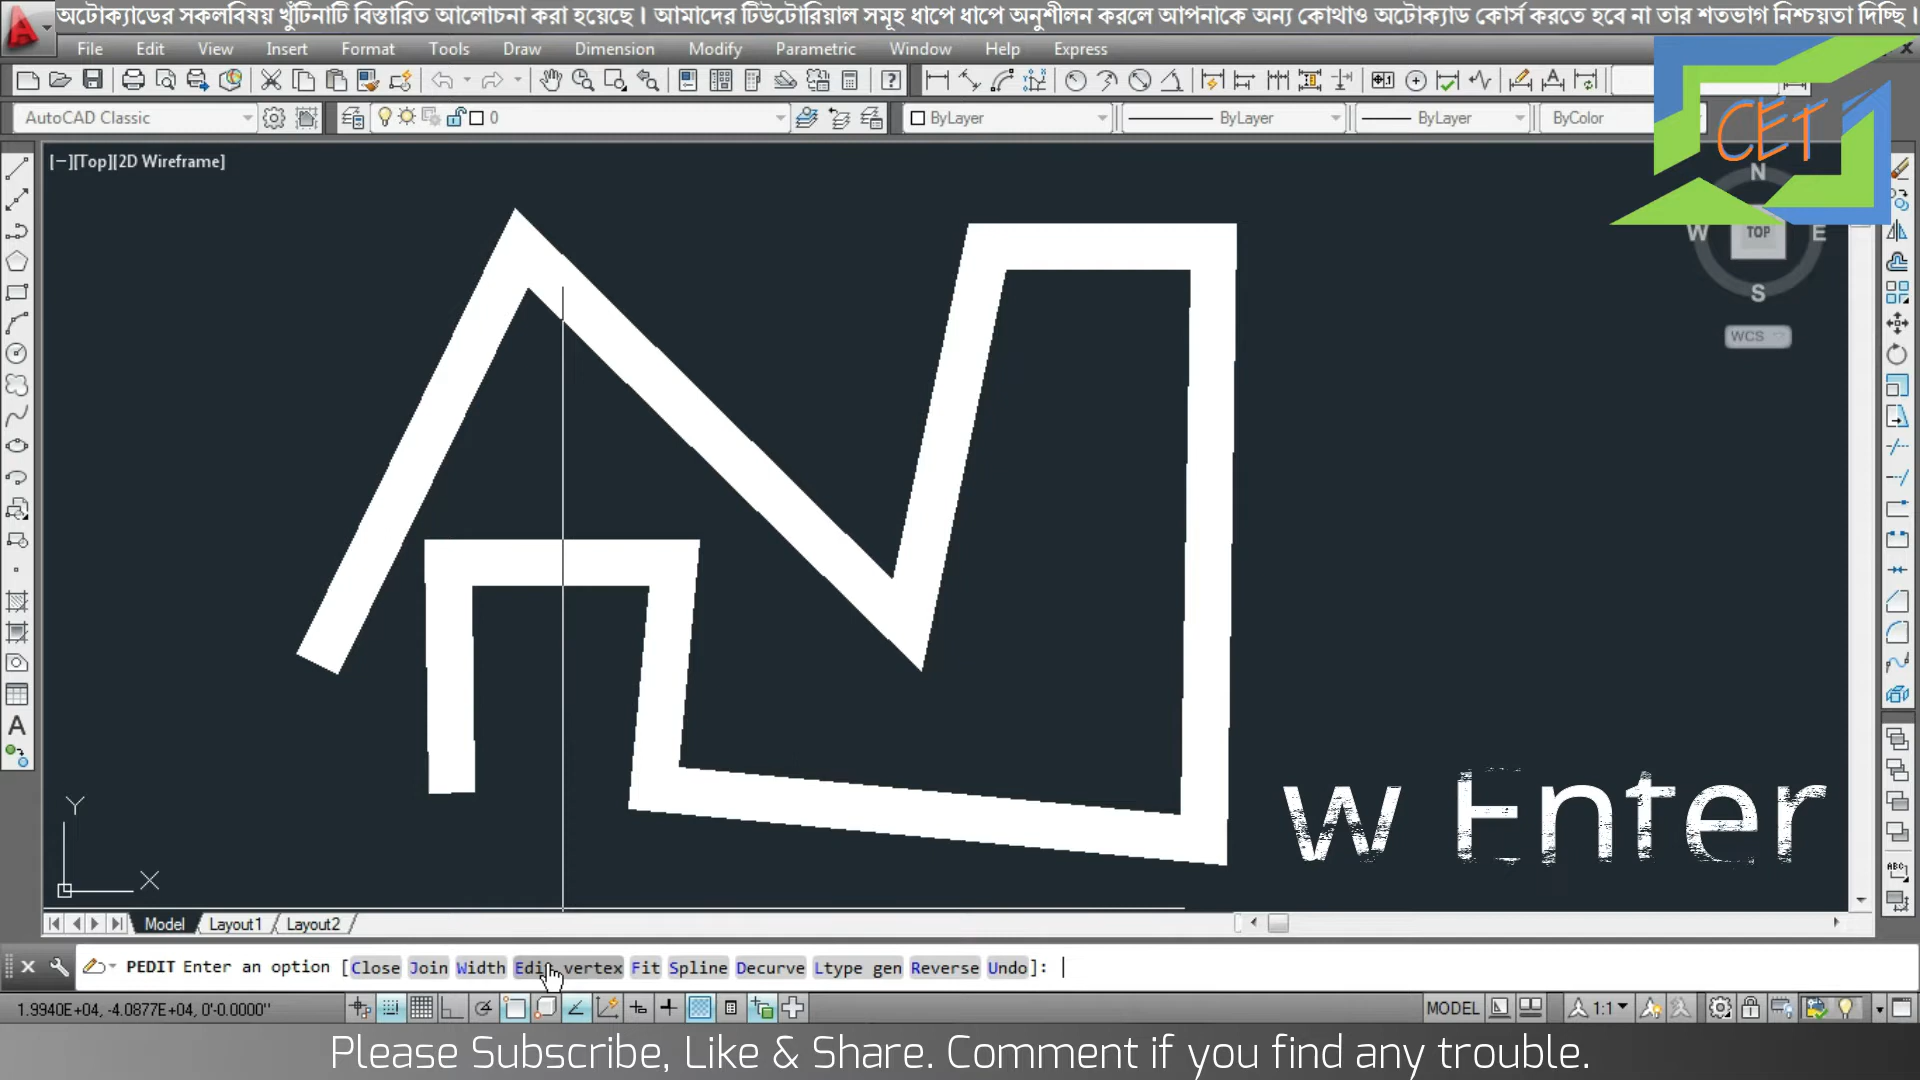 অটোক্যাডের সকলবিষয় খুঁটিনাটি বিস্তারিত আলোচনা করা হয়েছে। আমাদের টিউটোরিয়াল সমূহ ধাপে ধাপে অনুশীলন করলে আপনাকে অন্য কোথাও অটোক্যাড কোর্স করতে হবে না তার শতভাগ নিশ্চয়তা দিচ্ছি।
File Edit View Insert Format Tools Draw Dimension Modify Parametric Window Help Express
AutoCAD Classic 0 ByLayer ByLayer ByLayer ByColor
CET
[−][Top][2D Wireframe]
N
W TOP E
S
WCS
w Enter
Y
X
Model Layout1 Layout2
PEDIT Enter an option [Close Join Width Edit vertex Fit Spline Decurve Ltype gen Reverse Undo]:
1.9940E+04, -4.0877E+04, 0'-0.0000" MODEL 1:1
Please Subscribe, Like & Share. Comment if you find any trouble.